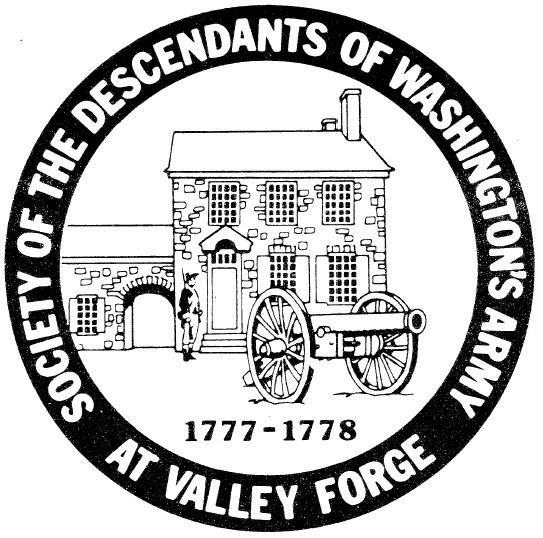 SOCIETY OF THE DESCENDANTS OF WASHINGTON'S ARMY
AT VALLEY FORGE
1777-1778